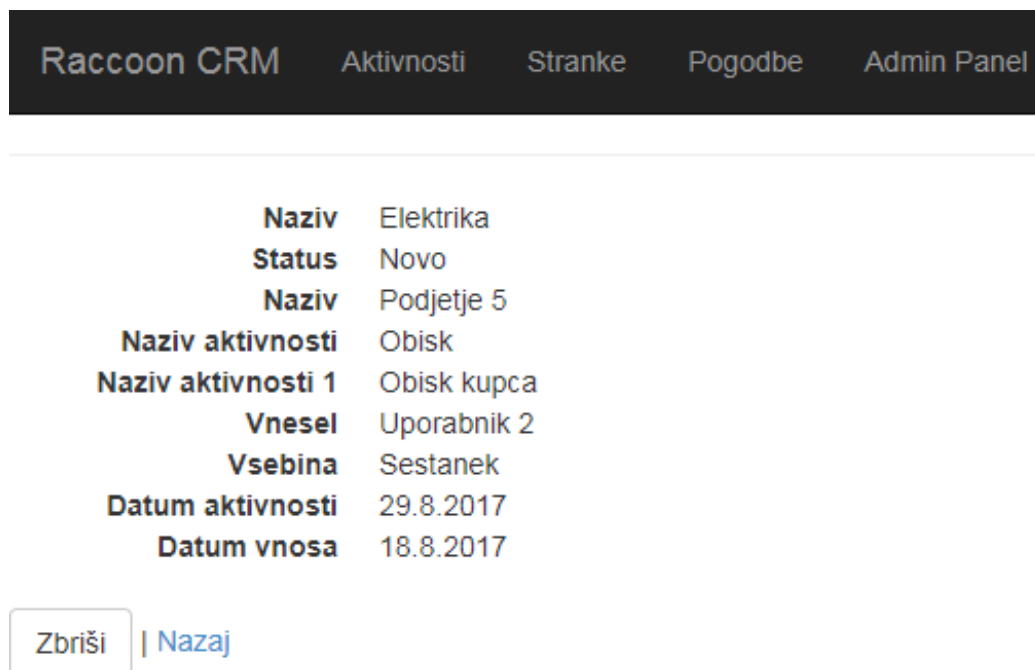 Raccoon CRM Aktivnosti Stranke Pogodbe Admin Panel
Naziv Elektrika
Status Novo
Naziv Podjetje 5
Naziv aktivnosti Obisk
Naziv aktivnosti 1 Obisk kupca
Vnesel Uporabnik 2
Vsebina Sestanek
Datum aktivnosti 29.8.2017
Datum vnosa 18.8.2017
Zbriši | Nazaj